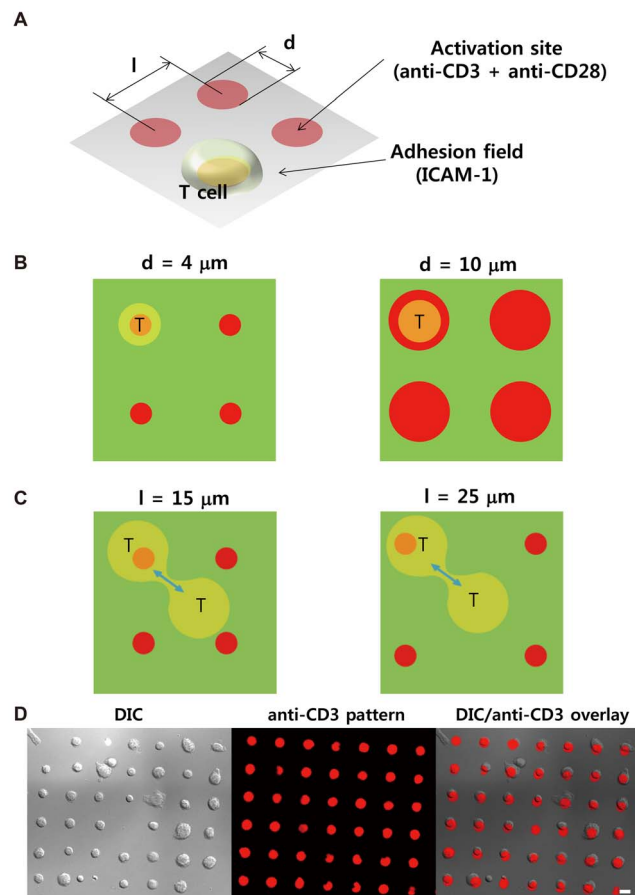 A
l
d
Activation site
(anti-CD3 + anti-CD28)
Adhesion field
(ICAM-1)
T cell
B
d = 4 μm
d = 10 μm
T
T
C
l = 15 μm
l = 25 μm
T
T
T
T
D
DIC
anti-CD3 pattern
DIC/anti-CD3 overlay